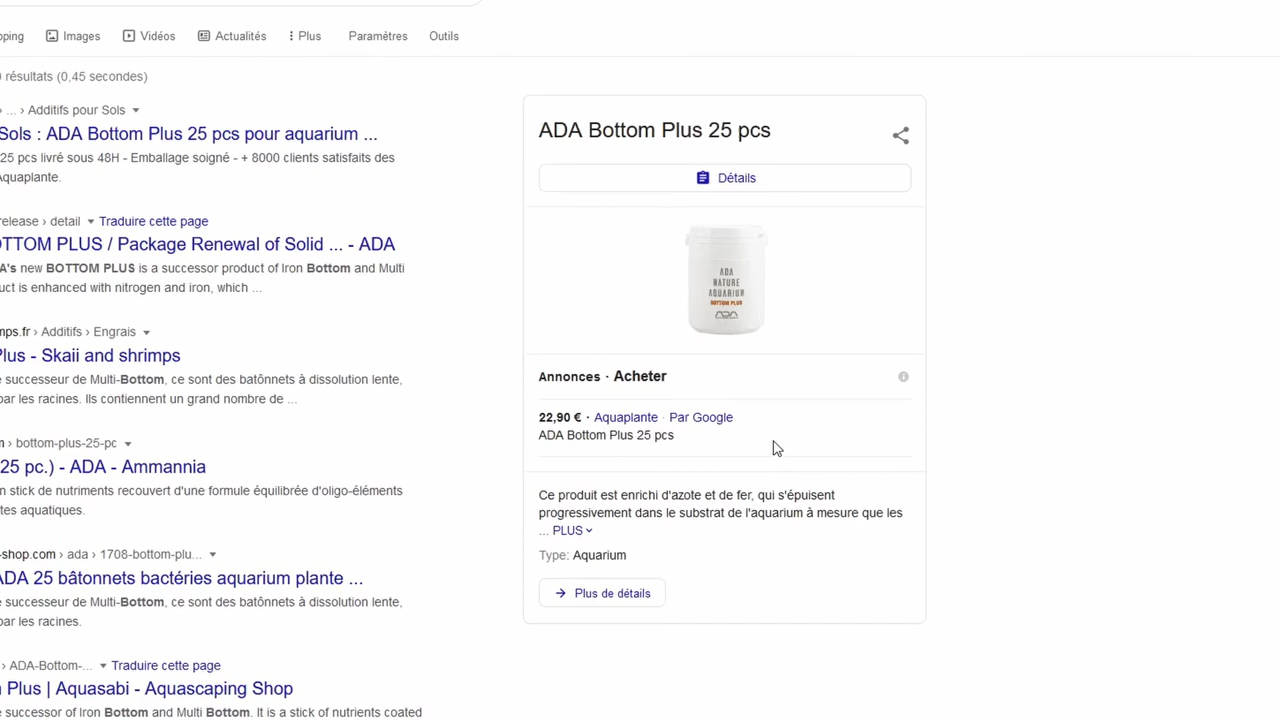 pping Images Vidéos Actualités Plus Paramètres Outils
résultats (0,45 secondes)
› ... › Additifs pour Sols
Sols : ADA Bottom Plus 25 pcs pour aquarium ...
25 pcs livré sous 48H - Emballage soigné - + 8000 clients satisfaits des
Aquaplante.
release › detail Traduire cette page
OTTOM PLUS / Package Renewal of Solid ... - ADA
A's new BOTTOM PLUS is a successor product of Iron Bottom and Multi
uct is enhanced with nitrogen and iron, which ...
mps.fr › Additifs › Engrais
Plus - Skaii and shrimps
e successeur de Multi-Bottom, ce sont des batônnets à dissolution lente,
par les racines. Ils contiennent un grand nombre de ...
m › bottom-plus-25-pc
25 pc.) - ADA - Ammannia
n stick de nutriments recouvert d'une formule équilibrée d'oligo-éléments
tes aquatiques.
-shop.com › ada › 1708-bottom-plu...
ADA 25 bâtonnets bactéries aquarium plante ...
e successeur de Multi-Bottom, ce sont des batônnets à dissolution lente,
par les racines.
› ADA-Bottom-... Traduire cette page
Plus | Aquasabi - Aquascaping Shop
e successor of Iron Bottom and Multi Bottom. It is a stick of nutrients coated
ADA Bottom Plus 25 pcs
Détails
ADA
NATURE
AQUARIUM
BOTTOM PLUS
ADA
Annonces · Acheter
22,90 € · Aquaplante · Par Google
ADA Bottom Plus 25 pcs
Ce produit est enrichi d'azote et de fer, qui s'épuisent
progressivement dans le substrat de l'aquarium à mesure que les
... PLUS
Type: Aquarium
Plus de détails